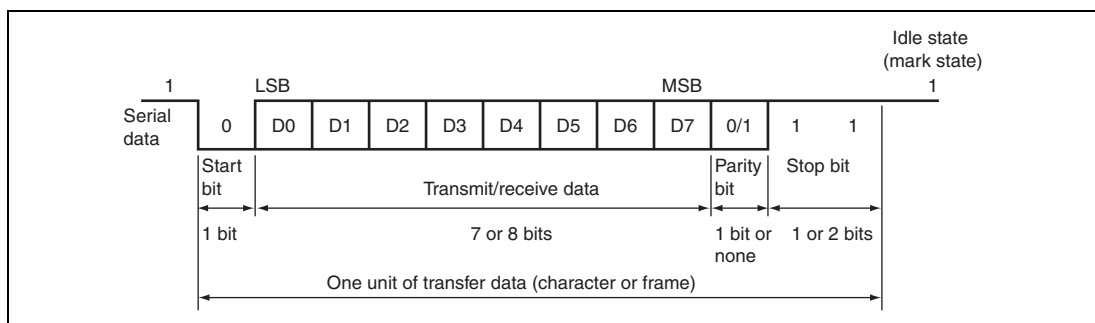 Idle state
(mark state)
1 LSB MSB 1
Serial
data
0 D0 D1 D2 D3 D4 D5 D6 D7 0/1 1 1
Start
bit
Transmit/receive data
Parity
bit
Stop bit
1 bit 7 or 8 bits 1 bit or
none
1 or 2 bits
One unit of transfer data (character or frame)